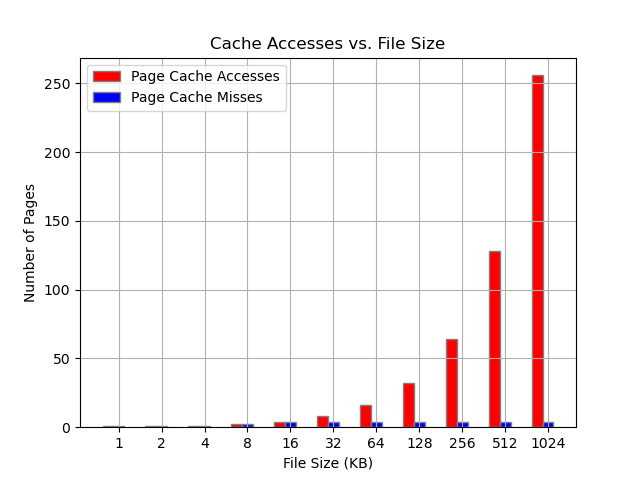 Cache Accesses vs. File Size
Page Cache Accesses
Page Cache Misses
Number of Pages
250
200
150
100
50
0
1 2 4 8 16 32 64 128 256 512 1024
File Size (KB)